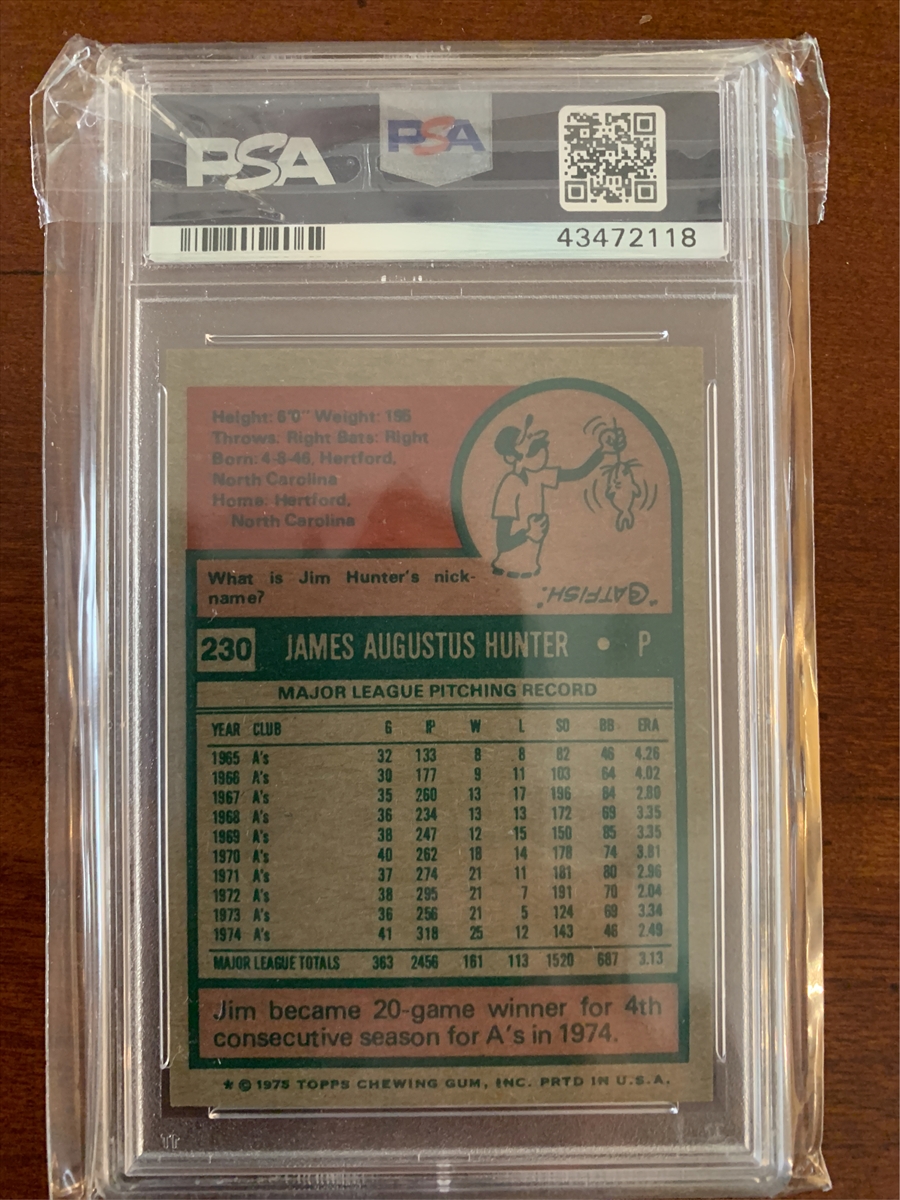 PSA
PSA
43472118
Height: 6'0" Weight: 195
Throws: Right Bats: Right
Born: 4-8-46, Hertford,
North Carolina
Home: Hertford,
North Carolina
What is Jim Hunter's nick-
name?
"CATFISH".
230 JAMES AUGUSTUS HUNTER • P
MAJOR LEAGUE PITCHING RECORD
YEAR CLUB G IP W L SO BB ERA
1965 A's 32 133 8 8 82 46 4.26
1966 A's 30 177 9 11 103 64 4.02
1967 A's 35 260 13 17 196 84 2.80
1968 A's 36 234 13 13 172 69 3.35
1969 A's 38 247 12 15 150 85 3.35
1970 A's 40 262 18 14 178 74 3.81
1971 A's 37 274 21 11 181 80 2.96
1972 A's 38 295 21 7 191 70 2.04
1973 A's 36 256 21 5 124 69 3.34
1974 A's 41 318 25 12 143 46 2.49
MAJOR LEAGUE TOTALS 363 2456 161 113 1520 687 3.13
Jim became 20-game winner for 4th
consecutive season for A's in 1974.
* © 1975 TOPPS CHEWING GUM, INC. PRTD IN U.S.A.